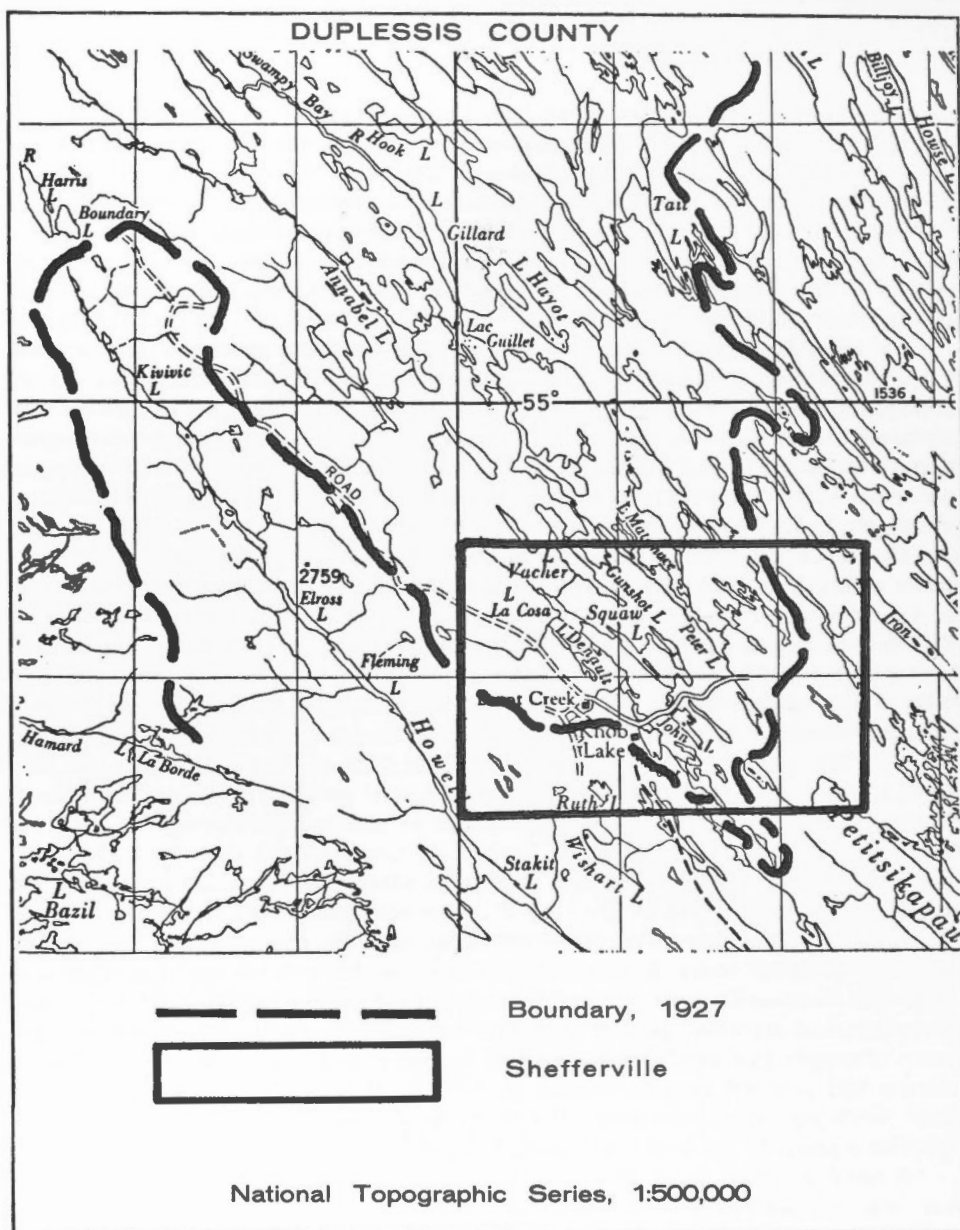 DUPLESSIS COUNTY
Swampy
Bay
R
Hook
L
L
Billjoy L
Howse
R
Harris
L
Boundary
L
Tait
L
Gillard
L Hayot
Annabel L
Lac
Guillet
Kivivic
L
55°
1536
ROAD
2759
Elross
L
Vacher
L
La Cosa
L Denault
Gunshot L
Squaw
L
Peter L
Iron
Fleming
L
Howel
Creek
Knob
Lake
John L
Hamard
L
La Borde
Ruth L
Petitsikapau
Stakit
L
Wishart L
L
Bazil
Boundary, 1927
Shefferville
National Topographic Series, 1:500,000